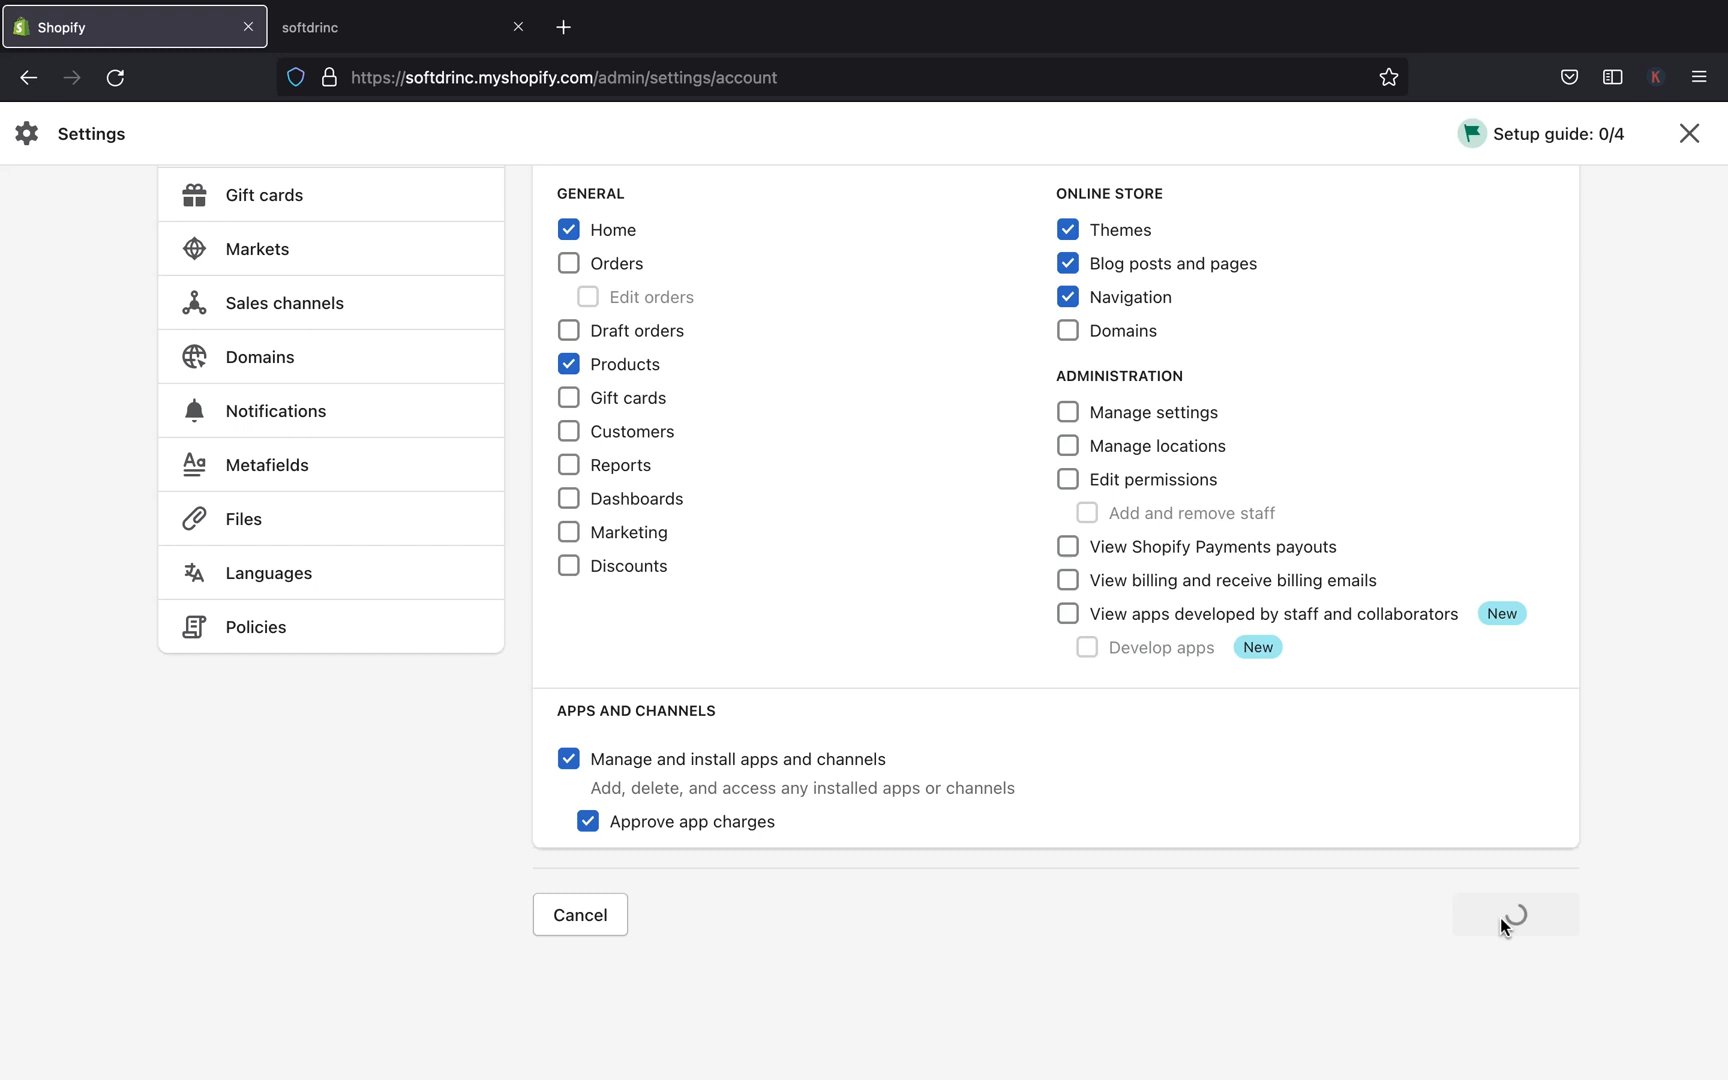 Shopify
softdrinc
https://softdrinc.myshopify.com/admin/settings/account
K
Settings
Setup guide: 0/4
Gift cards
Markets
Sales channels
Domains
Notifications
Aa Metafields
Files
Languages
Policies
GENERAL
Home
Orders
Edit orders
Draft orders
Products
Gift cards
Customers
Reports
Dashboards
Marketing
Discounts
ONLINE STORE
Themes
Blog posts and pages
Navigation
Domains
ADMINISTRATION
Manage settings
Manage locations
Edit permissions
Add and remove staff
View Shopify Payments payouts
View billing and receive billing emails
View apps developed by staff and collaborators New
Develop apps New
APPS AND CHANNELS
Manage and install apps and channels
Add, delete, and access any installed apps or channels
Approve app charges
Cancel